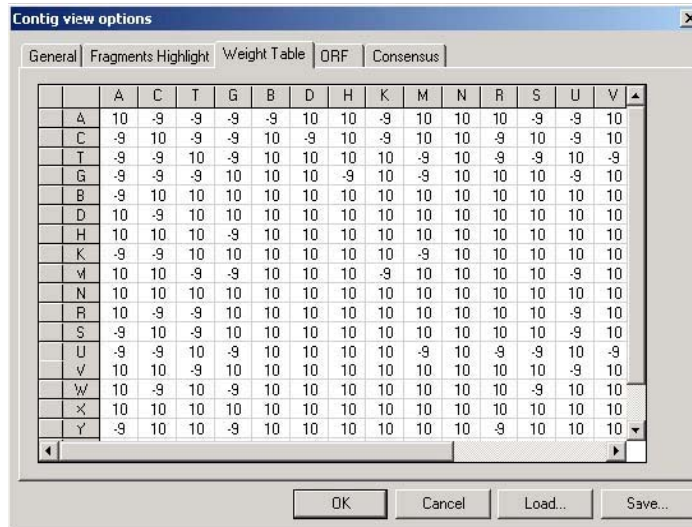 Contig view options
General Fragments Highlight Weight Table ORF Consensus
A C T G B D H K M N R S U V
A 10 -9 -9 -9 -9 10 10 -9 10 10 10 -9 -9 10
C -9 10 -9 -9 10 -9 10 -9 10 10 -9 10 -9 10
T -9 -9 10 -9 10 10 10 10 -9 10 -9 -9 10 -9
G -9 -9 -9 10 10 10 -9 10 -9 10 10 10 -9 10
B -9 10 10 10 10 10 10 10 10 10 10 10 10 10
D 10 -9 10 10 10 10 10 10 10 10 10 10 10 10
H 10 10 10 -9 10 10 10 10 10 10 10 10 10 10
K -9 -9 10 10 10 10 10 10 -9 10 10 10 10 10
M 10 10 -9 -9 10 10 10 -9 10 10 10 10 -9 10
N 10 10 10 10 10 10 10 10 10 10 10 10 10 10
R 10 -9 -9 10 10 10 10 10 10 10 10 10 -9 10
S -9 10 -9 10 10 10 10 10 10 10 10 10 -9 10
U -9 -9 10 -9 10 10 10 10 -9 10 -9 -9 10 -9
V 10 10 -9 10 10 10 10 10 10 10 10 10 -9 10
W 10 -9 10 -9 10 10 10 10 10 10 10 -9 10 10
X 10 10 10 10 10 10 10 10 10 10 10 10 10 10
Y -9 10 10 -9 10 10 10 10 10 10 -9 10 10 10
OK Cancel Load... Save...